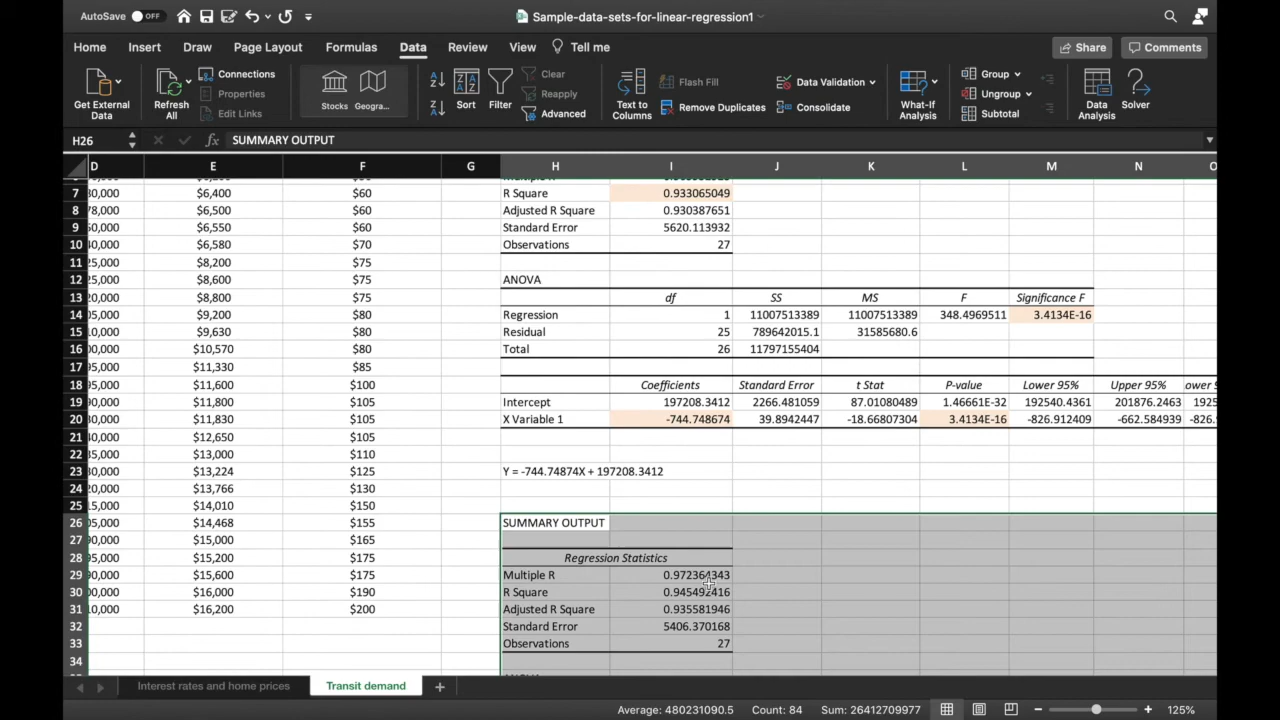 AutoSave OFF Sample-data-sets-for-linear-regression1
Home Insert Draw Page Layout Formulas Data Review View Tell me Share Comments
Get External Data
Refresh All
Connections
Properties
Edit Links
Stocks Geogra...
Sort
Filter
Clear
Reapply
Advanced
Text to Columns
Flash Fill
Remove Duplicates
Data Validation
Consolidate
What-If Analysis
Group
Ungroup
Subtotal
Data Analysis
Solver
H26 fx SUMMARY OUTPUT
D E F G H I J K L M N O
7 30,000 $6,400 $60 R Square 0.933065049
8 78,000 $6,500 $60 Adjusted R Square 0.930387651
9 50,000 $6,550 $60 Standard Error 5620.113932
10 40,000 $6,580 $70 Observations 27
11 25,000 $8,200 $75
12 25,000 $8,600 $75 ANOVA
13 20,000 $8,800 $75 df SS MS F Significance F
14 05,000 $9,200 $80 Regression 1 11007513389 11007513389 348.4969511 3.4134E-16
15 10,000 $9,630 $80 Residual 25 789642015.1 31585680.6
16 00,000 $10,570 $80 Total 26 11797155404
17 95,000 $11,330 $85
18 95,000 $11,600 $100 Coefficients Standard Error t Stat P-value Lower 95% Upper 95% ower 9
19 90,000 $11,800 $105 Intercept 197208.3412 2266.481059 87.01080489 1.46661E-32 192540.4361 201876.2463 1925
20 90,000 $11,830 $105 X Variable 1 -744.748674 39.8942447 -18.66807304 3.4134E-16 -826.912409 -662.584939 -826.
21 40,000 $12,650 $105
22 35,000 $13,000 $110
23 30,000 $13,224 $125 Y = -744.74874X + 197208.3412
24 20,000 $13,766 $130
25 15,000 $14,010 $150
26 05,000 $14,468 $155 SUMMARY OUTPUT
27 90,000 $15,000 $165
28 95,000 $15,200 $175 Regression Statistics
29 90,000 $15,600 $175 Multiple R 0.972364343
30 00,000 $16,000 $190 R Square 0.945492416
31 10,000 $16,200 $200 Adjusted R Square 0.935581946
32 Standard Error 5406.370168
33 Observations 27
34
Interest rates and home prices Transit demand +
Average: 480231090.5 Count: 84 Sum: 26412709977 125%